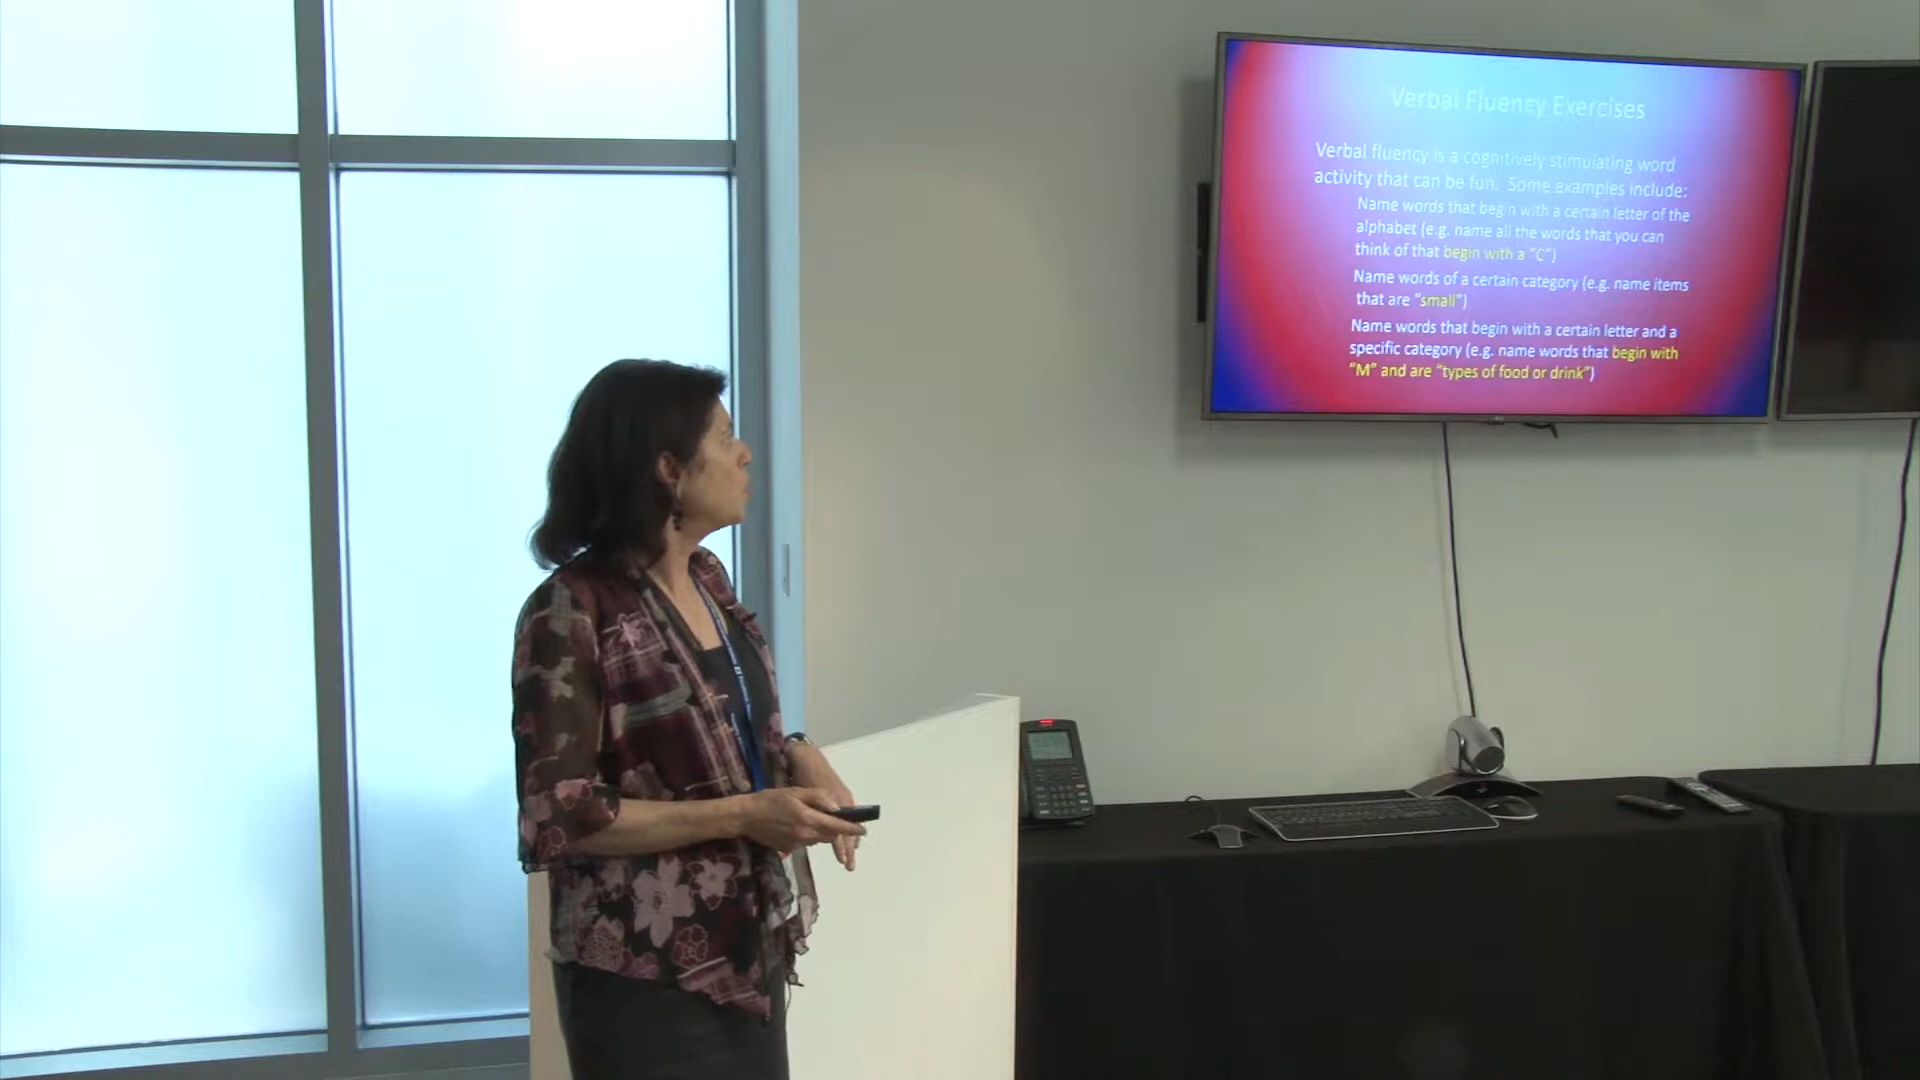 Verbal Fluency Exercises
Verbal fluency is a cognitively stimulating word
activity that can be fun. Some examples include:
Name words that begin with a certain letter of the
alphabet (e.g. name all the words that you can
think of that begin with a "C")
Name words of a certain category (e.g. name items
that are "small")
Name words that begin with a certain letter and a
specific category (e.g. name words that begin with
"M" and are "types of food or drink")